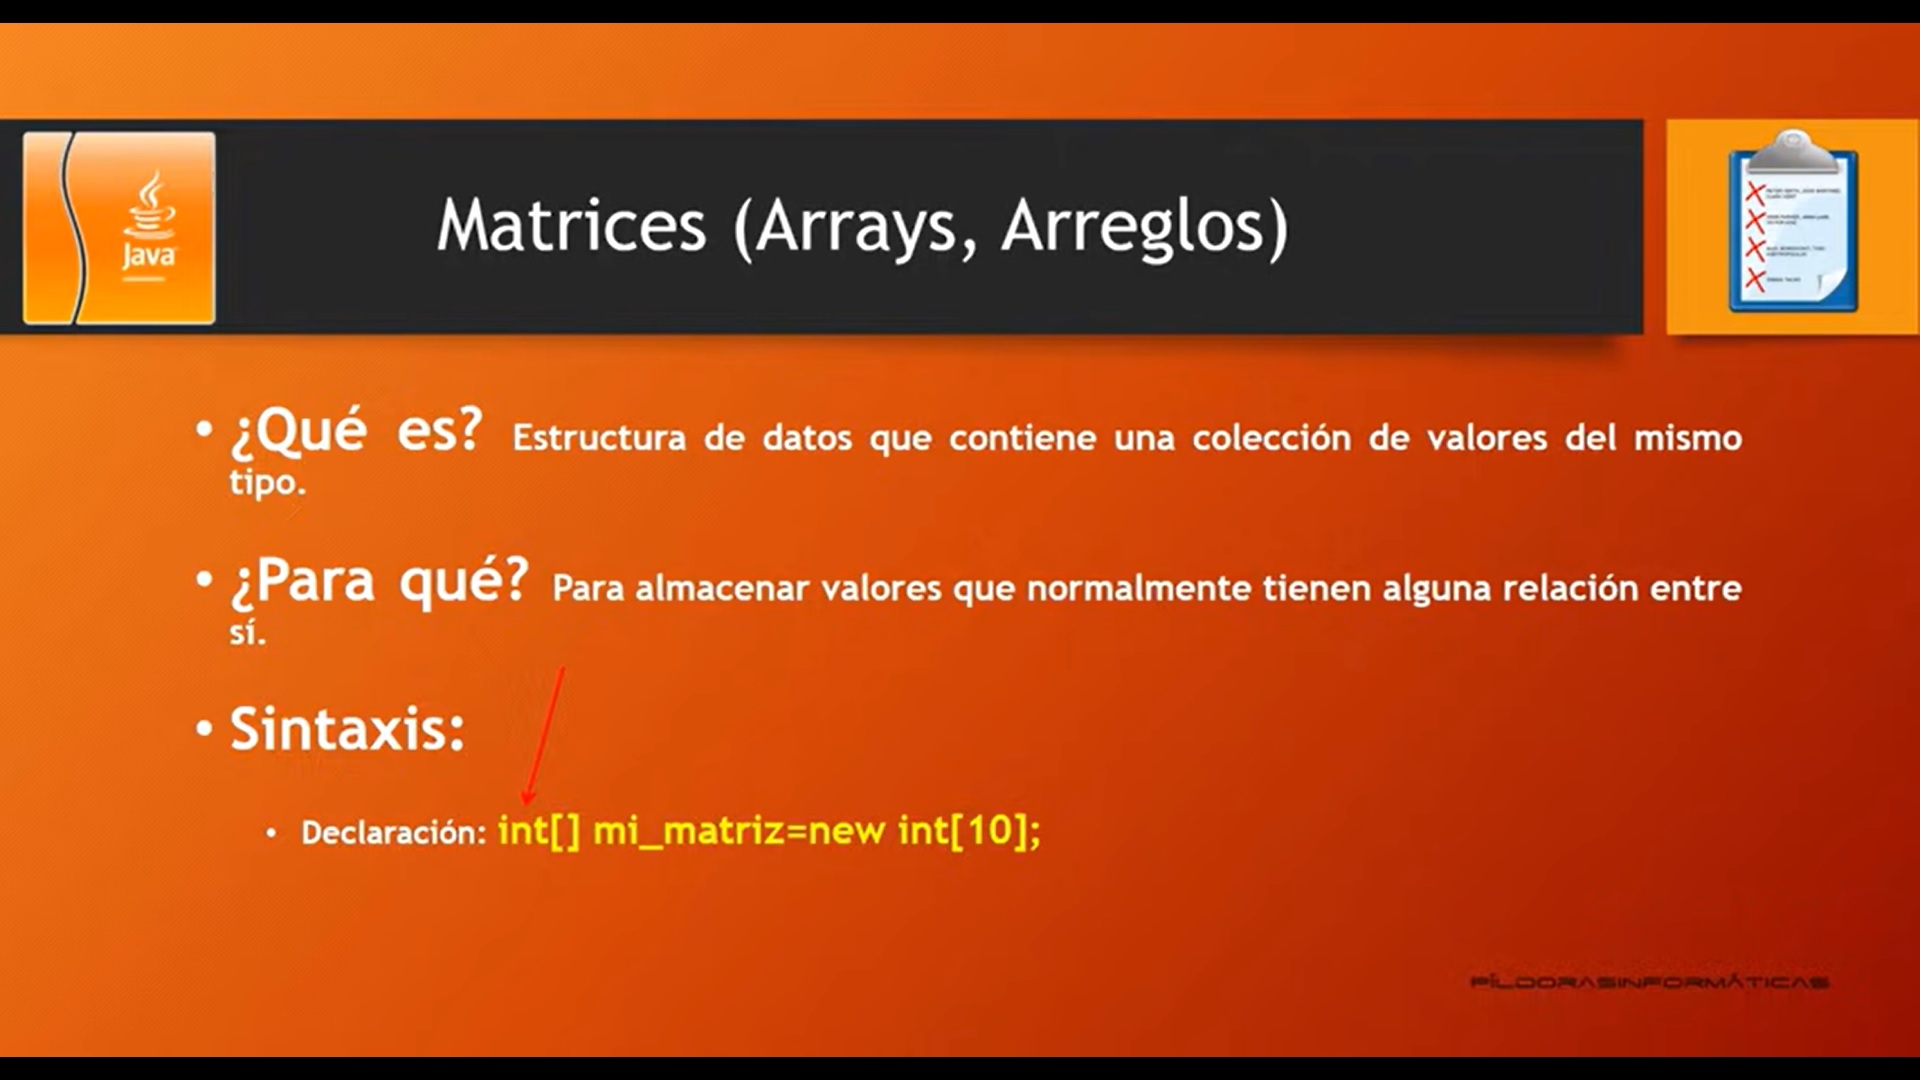 Java
Matrices (Arrays, Arreglos)
• ¿Qué es? Estructura de datos que contiene una colección de valores del mismo
tipo.
• ¿Para qué? Para almacenar valores que normalmente tienen alguna relación entre
sí.
• Sintaxis:
• Declaración: int[] mi_matriz=new int[10];
PÍLDORASINFORMÁTICAS